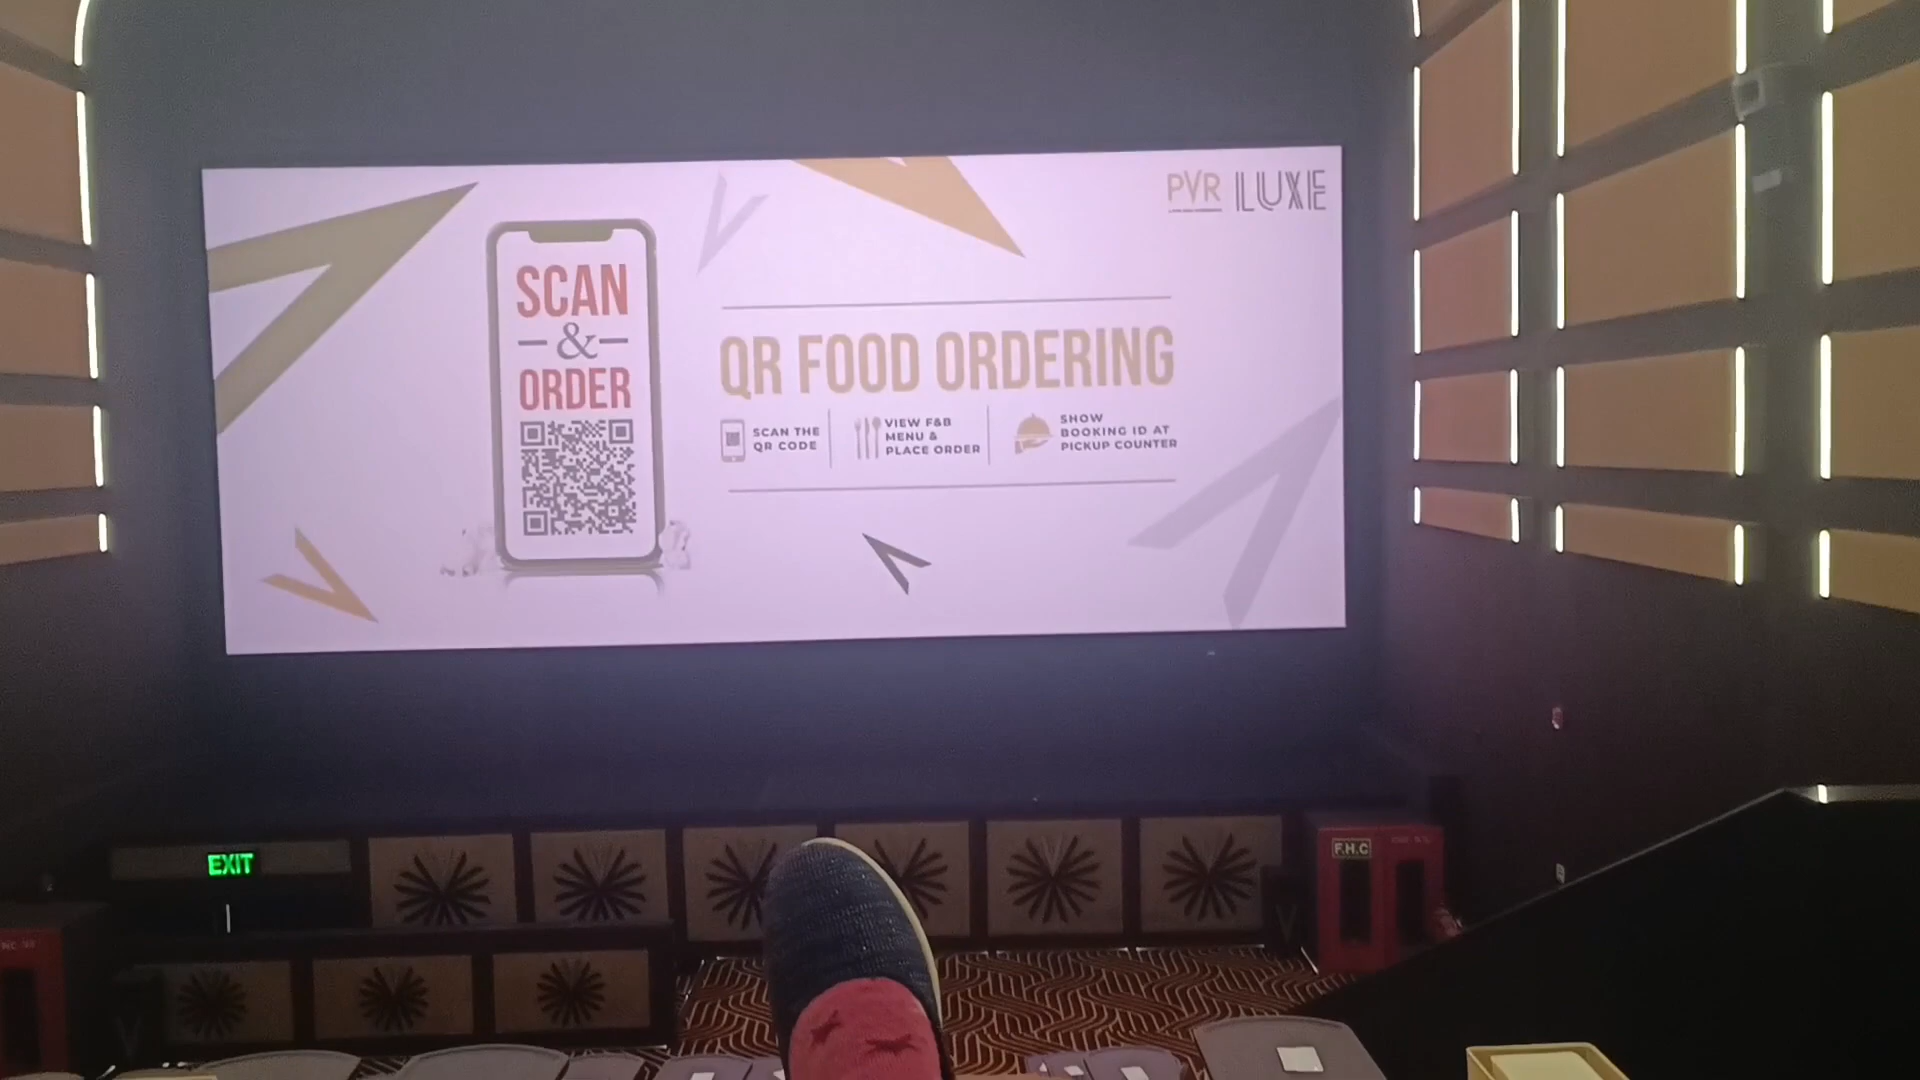 PVR LUXE
SCAN
&
ORDER
QR FOOD ORDERING
SCAN THE
QR CODE
VIEW F&B
MENU &
PLACE ORDER
SHOW
BOOKING ID AT
PICKUP COUNTER
EXIT
F.H.C